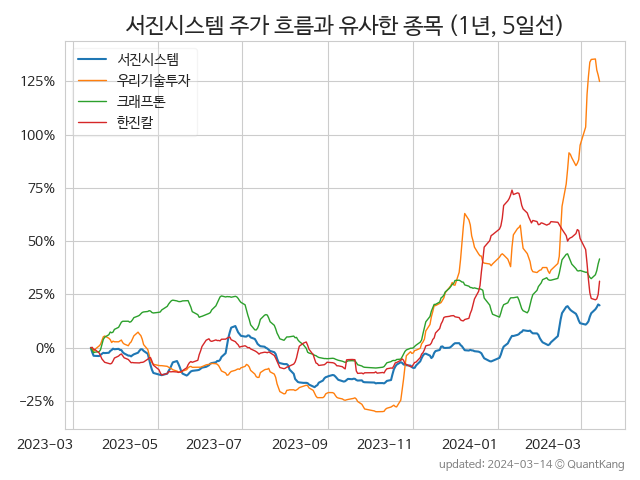 서진시스템 주가 흐름과 유사한 종목 (1년, 5일선)
서진시스템
우리기술투자
크래프톤
한진칼
125%
100%
75%
50%
25%
0%
−25%
2023-03 2023-05 2023-07 2023-09 2023-11 2024-01 2024-03
updated: 2024-03-14 © QuantKang